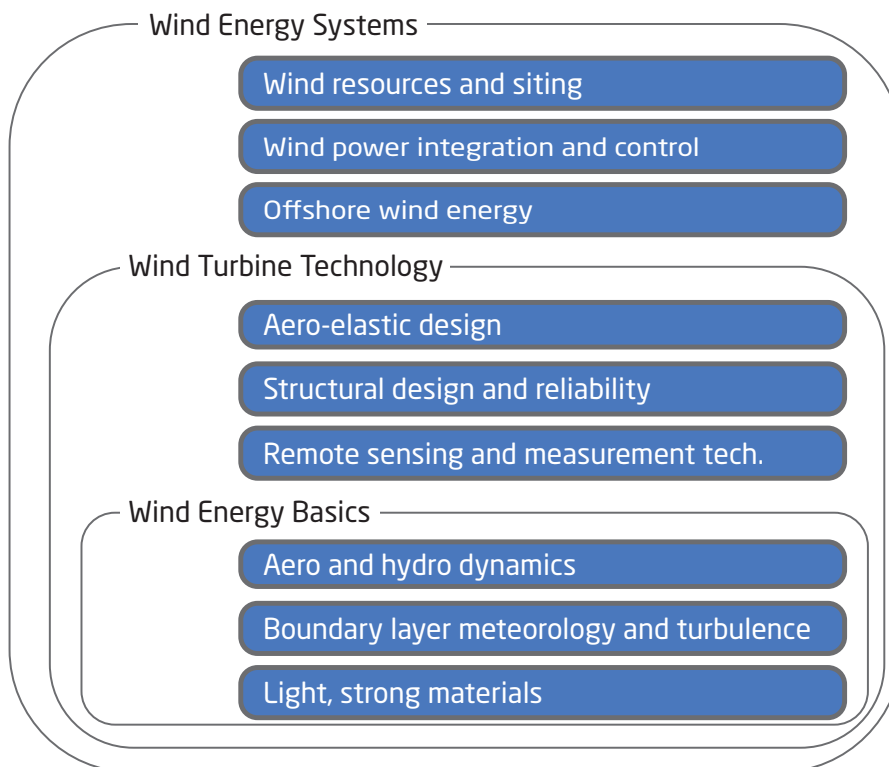 Wind Energy Systems
Wind resources and siting
Wind power integration and control
Offshore wind energy
Wind Turbine Technology
Aero-elastic design
Structural design and reliability
Remote sensing and measurement tech.
Wind Energy Basics
Aero and hydro dynamics
Boundary layer meteorology and turbulence
Light, strong materials